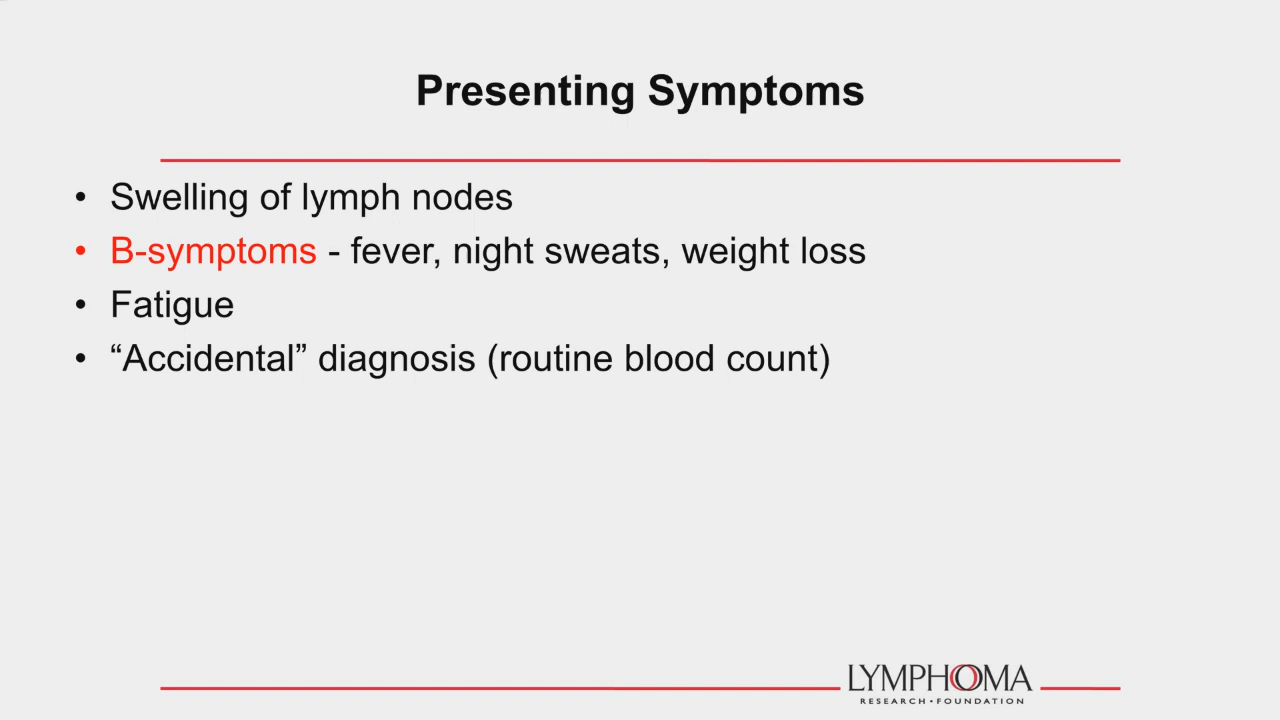 Presenting Symptoms
• Swelling of lymph nodes
• B-symptoms - fever, night sweats, weight loss
• Fatigue
• “Accidental” diagnosis (routine blood count)
LYMPHOMA
RESEARCH•FOUNDATION